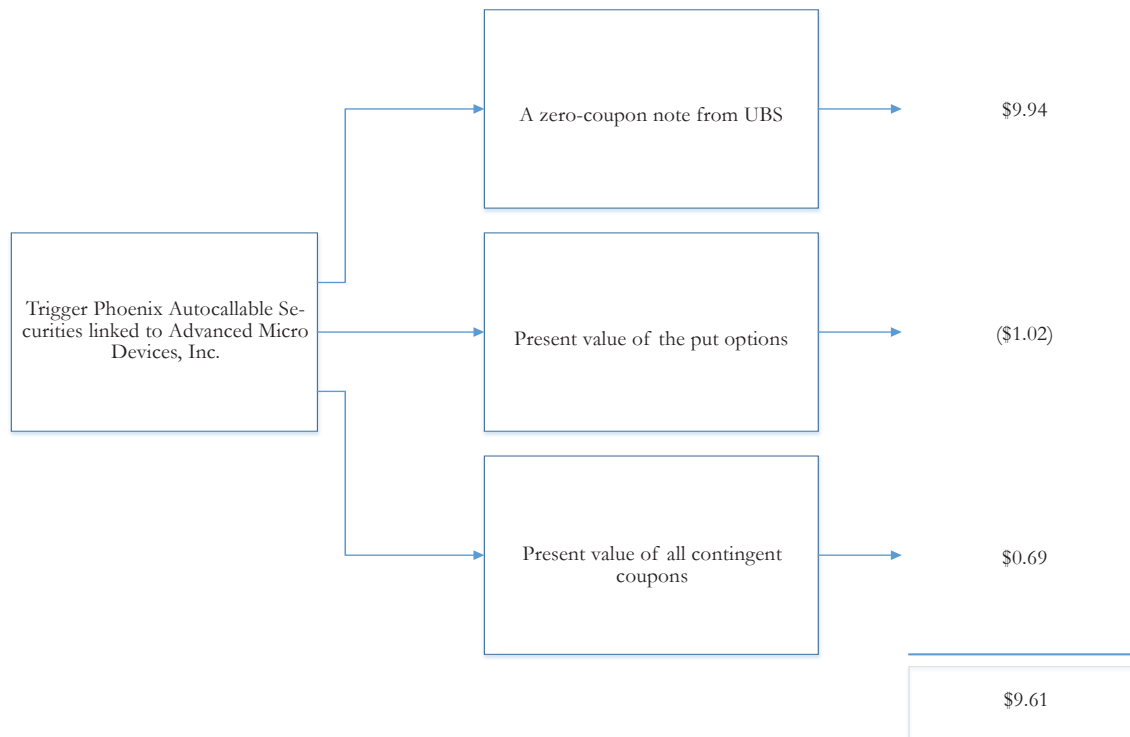 A zero-coupon note from UBS
$9.94
Trigger Phoenix Autocallable Se-
curities linked to Advanced Micro
Devices, Inc.
Present value of the put options
($1.02)
Present value of all contingent
coupons
$0.69
$9.61